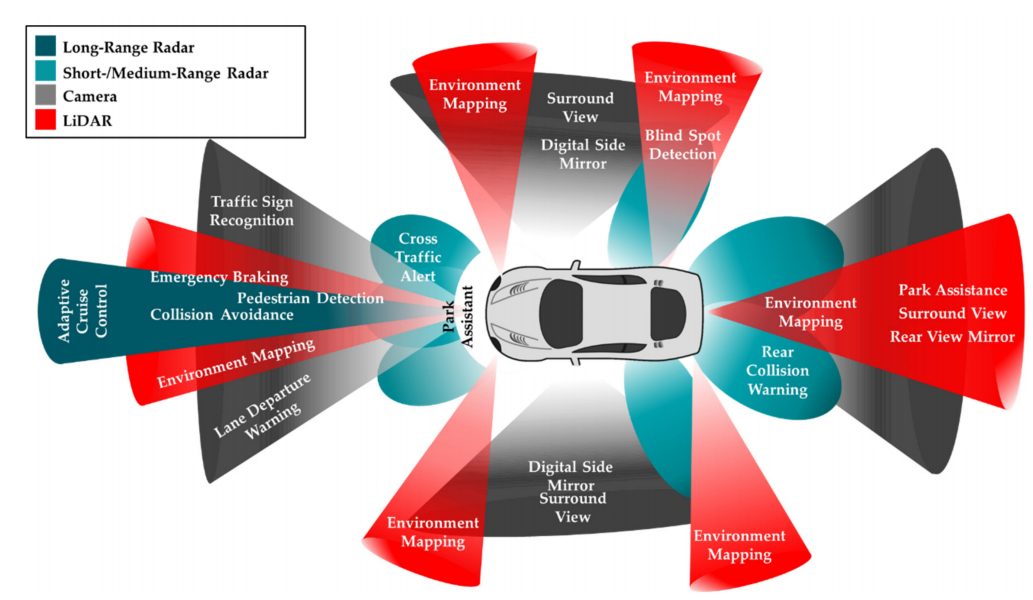 Long-Range Radar
Short-/Medium-Range Radar
Camera
LiDAR
Environment
Mapping
Surround
View
Digital Side
Mirror
Environment
Mapping
Blind Spot
Detection
Traffic Sign
Recognition
Cross
Traffic
Alert
Adaptive
Cruise
Control
Emergency Braking
Pedestrian Detection
Collision Avoidance
Park
Assistant
Environment Mapping
Lane Departure
Warning
Environment
Mapping
Park Assistance
Surround View
Rear View Mirror
Rear
Collision
Warning
Digital Side
Mirror
Surround
View
Environment
Mapping
Environment
Mapping